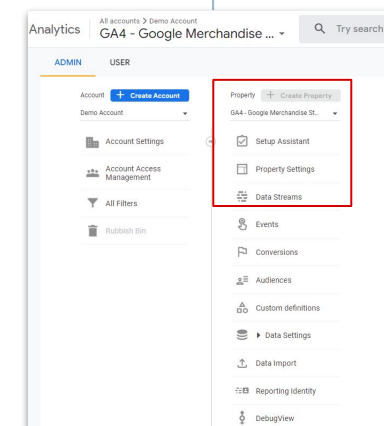 Analytics
All accounts > Demo Account
GA4 - Google Merchandise ...
Try search
ADMIN
USER
Account
+ Create Account
Demo Account
Account Settings
Account Access
Management
All Filters
Rubbish Bin
Property
+ Create Property
GA4 - Google Merchandise St...
Setup Assistant
Property Settings
Data Streams
Events
Conversions
Audiences
Custom definitions
Data Settings
Data Import
Reporting Identity
DebugView